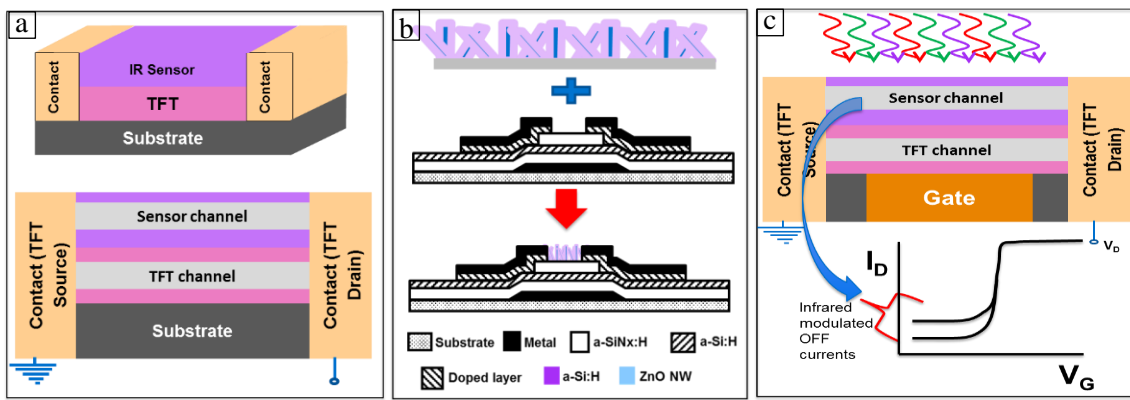 a
IR Sensor
Contact
Contact
TFT
Substrate
Contact (TFT
Source)
Sensor channel
TFT channel
Substrate
Contact (TFT
Drain)
b
Substrate
Metal
a-SiNx:H
a-Si:H
Doped layer
a-Si:H
ZnO NW
c
Contact (TFT
Source)
Sensor channel
TFT channel
Gate
Contact (TFT
Drain)
V_D
I_D
Infrared
modulated
OFF
currents
V_G